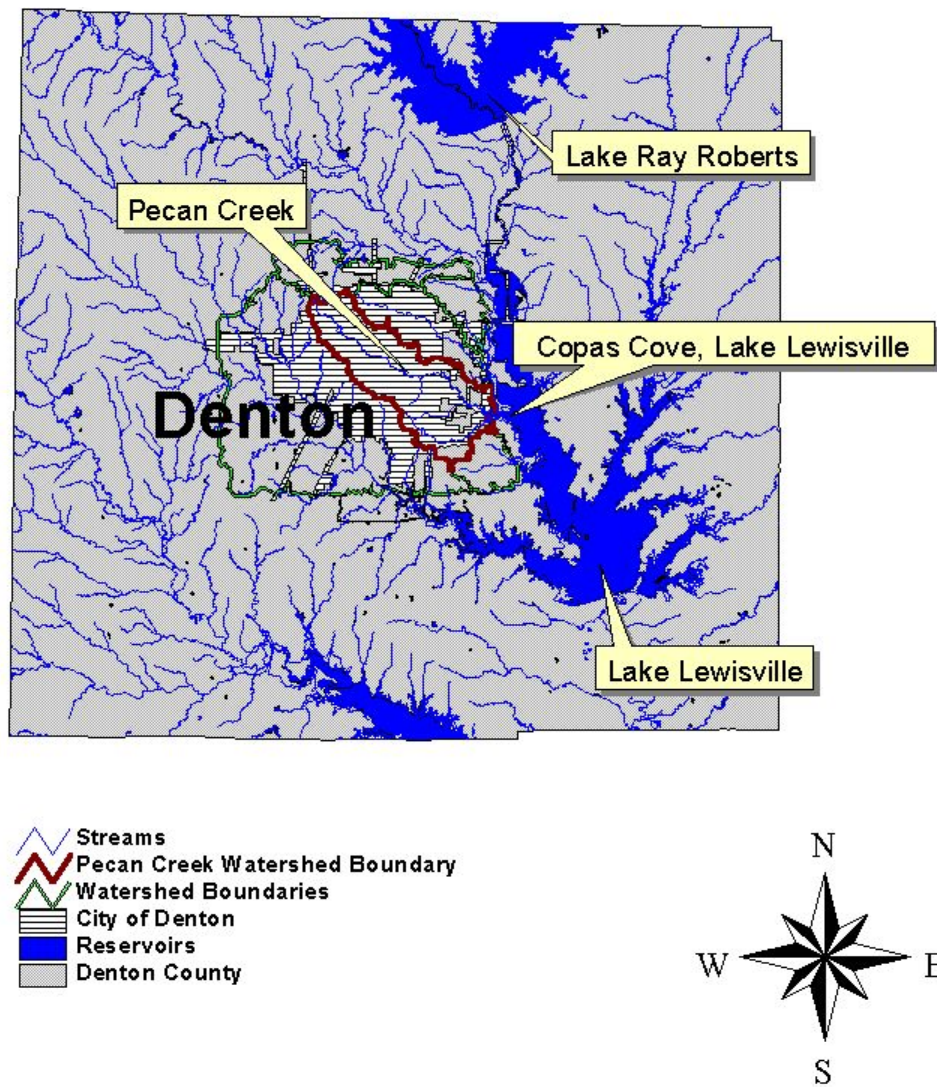 Lake Ray Roberts
Pecan Creek
Copas Cove, Lake Lewisville
Denton
Lake Lewisville
Streams
Pecan Creek Watershed Boundary
Watershed Boundaries
City of Denton
Reservoirs
Denton County
N
W
E
S